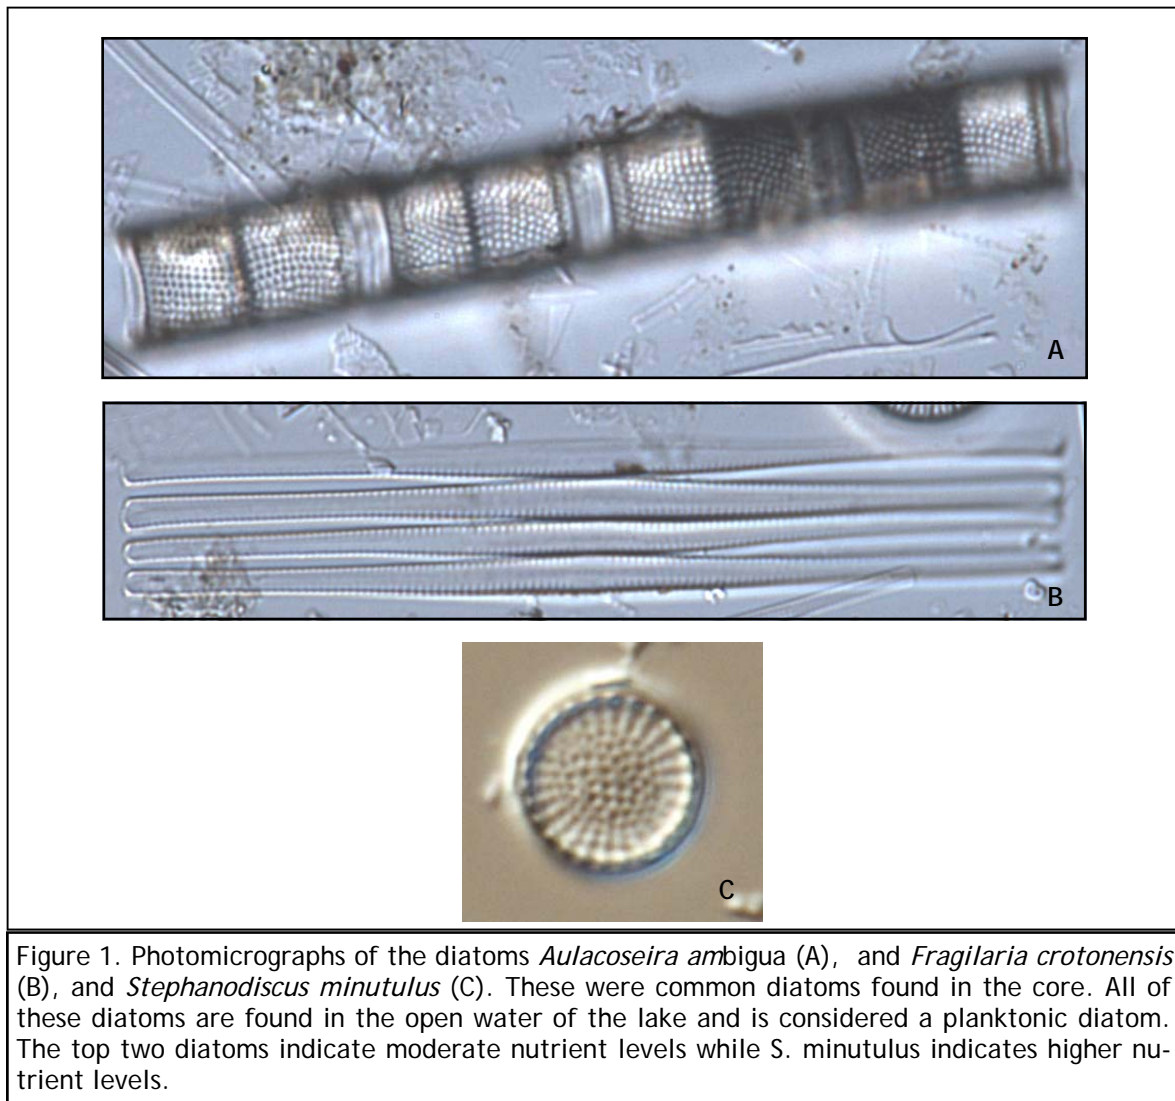 A
B
C
Figure 1. Photomicrographs of the diatoms Aulacoseira ambigua (A), and Fragilaria crotonensis
(B), and Stephanodiscus minutulus (C). These were common diatoms found in the core. All of
these diatoms are found in the open water of the lake and is considered a planktonic diatom.
The top two diatoms indicate moderate nutrient levels while S. minutulus indicates higher nu-
trient levels.